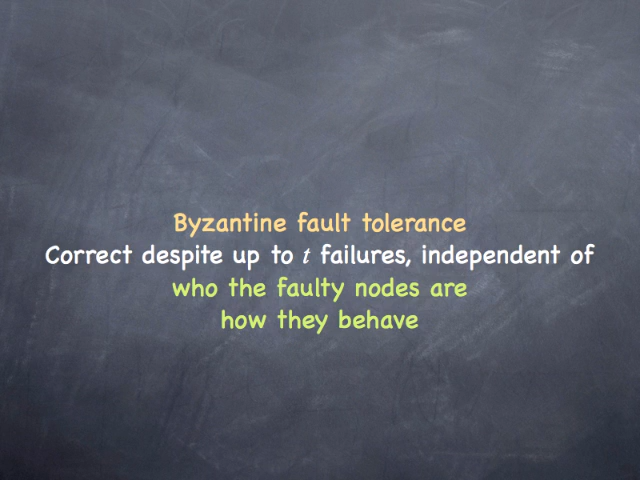 Byzantine fault tolerance
Correct despite up to t failures, independent of
who the faulty nodes are
how they behave